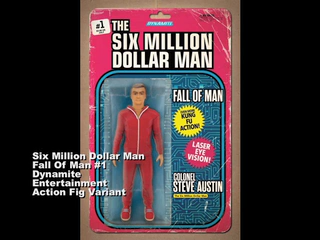 #1
DYNAMITE
THE
SIX MILLION
DOLLAR MAN
FALL OF MAN
KUNG FU
ACTION!
LASER
EYE
VISION!
COLONEL
STEVE AUSTIN
Six Million Dollar Man
Fall Of Man #1
Dynamite
Entertainment
Action Fig Variant